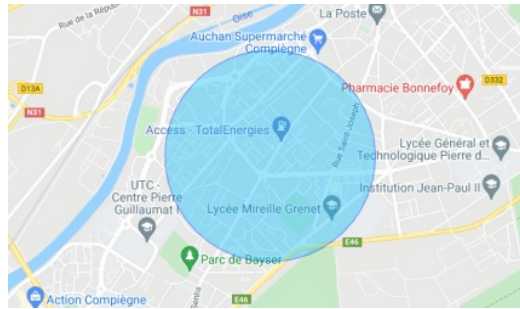 N31
La Poste
Rue de la Républ
Oise
Auchan Supermarché
Compiègne
D13A
Pharmacie Bonnefoy
D332
N31
Access - TotalEnergies
Rue Saint-Joseph
Lycée Général et
Technologique Pierre d...
UTC -
Centre Pierre
Guillaumat I
Institution Jean-Paul II
Lycée Mireille Grenet
E46
Parc de Bayser
Senlis
Action Compiègne
E46